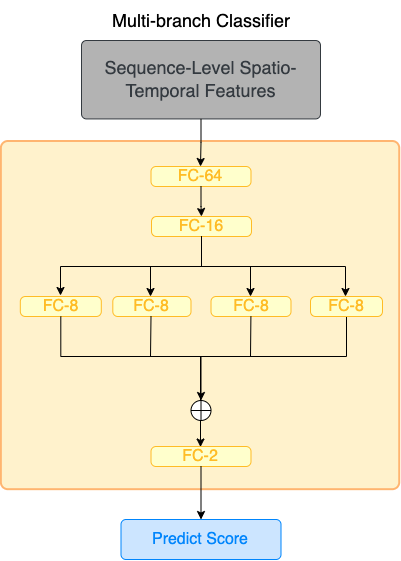 Multi-branch Classifier
Sequence-Level Spatio-
Temporal Features
FC-64
FC-16
FC-8 FC-8 FC-8 FC-8
FC-2
Predict Score